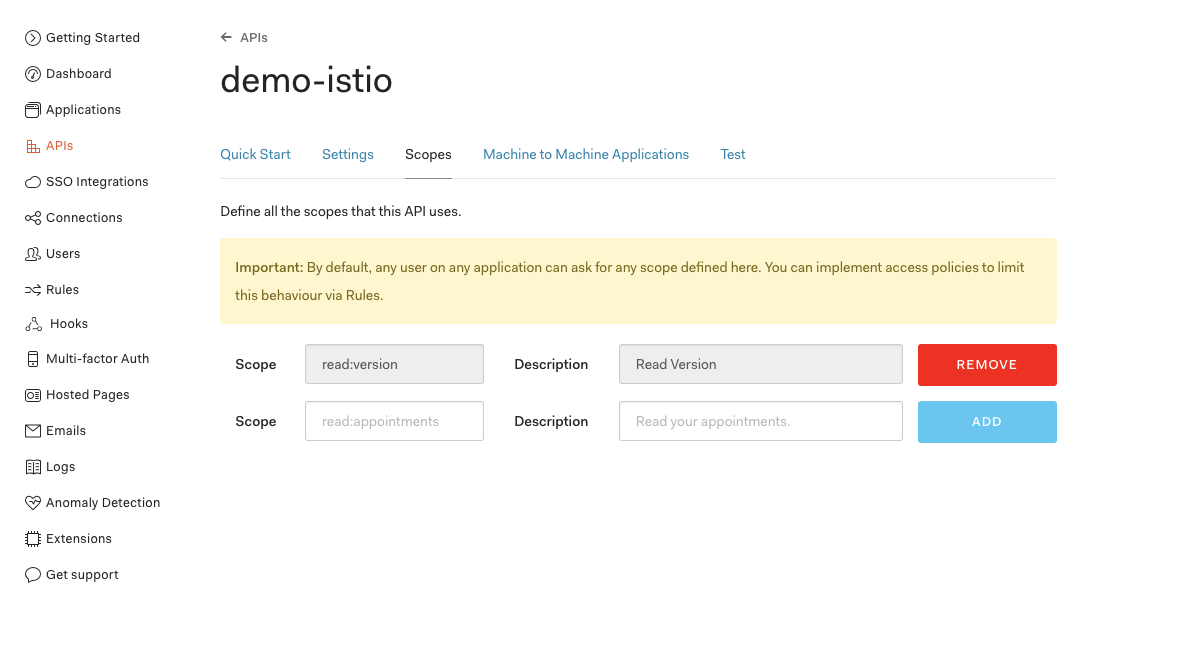 Getting Started
Dashboard
Applications
APIs
SSO Integrations
Connections
Users
Rules
Hooks
Multi-factor Auth
Hosted Pages
Emails
Logs
Anomaly Detection
Extensions
Get support
← APIs
demo-istio
Quick Start Settings Scopes Machine to Machine Applications Test
Define all the scopes that this API uses.
Important: By default, any user on any application can ask for any scope defined here. You can implement access policies to limit
this behaviour via Rules.
Scope read:version Description Read Version REMOVE
Scope read:appointments Description Read your appointments. ADD